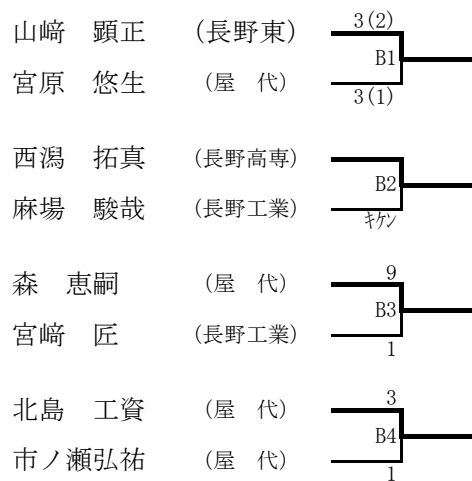 山﨑　顕正　(長野東)　3(2)
B1
宮原　悠生　(屋　代)　3(1)
西潟　拓真　(長野高専)
B2
麻場　駿哉　(長野工業)　ｷｹﾝ
森　恵嗣　(屋　代)　9
B3
宮﨑　匠　(長野工業)　1
北島　工資　(屋　代)　3
B4
市ノ瀬弘祐　(屋　代)　1